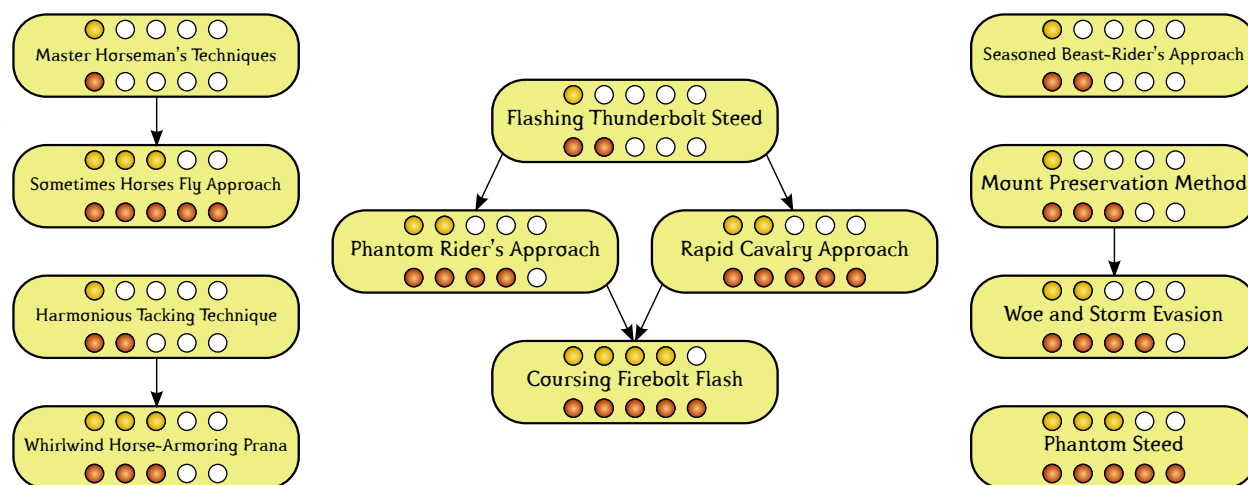 Master Horseman's Techniques
Sometimes Horses Fly Approach
Harmonious Tacking Technique
Whirlwind Horse-Armoring Prana
Flashing Thunderbolt Steed
Phantom Rider's Approach
Rapid Cavalry Approach
Coursing Firebolt Flash
Seasoned Beast-Rider's Approach
Mount Preservation Method
Woe and Storm Evasion
Phantom Steed